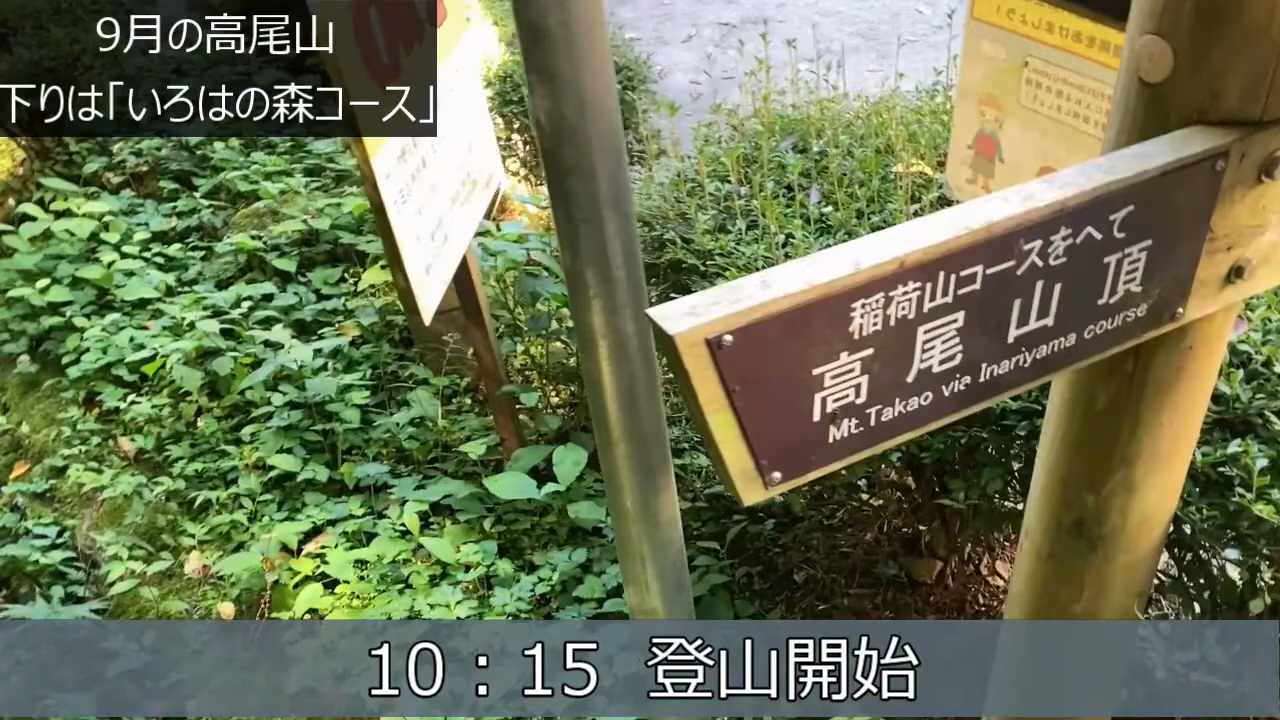 9月の高尾山
下りは「いろはの森コース」
稲荷山コースをへて
高尾山頂
Mt.Takao via Inariyama course
10：15 登山開始